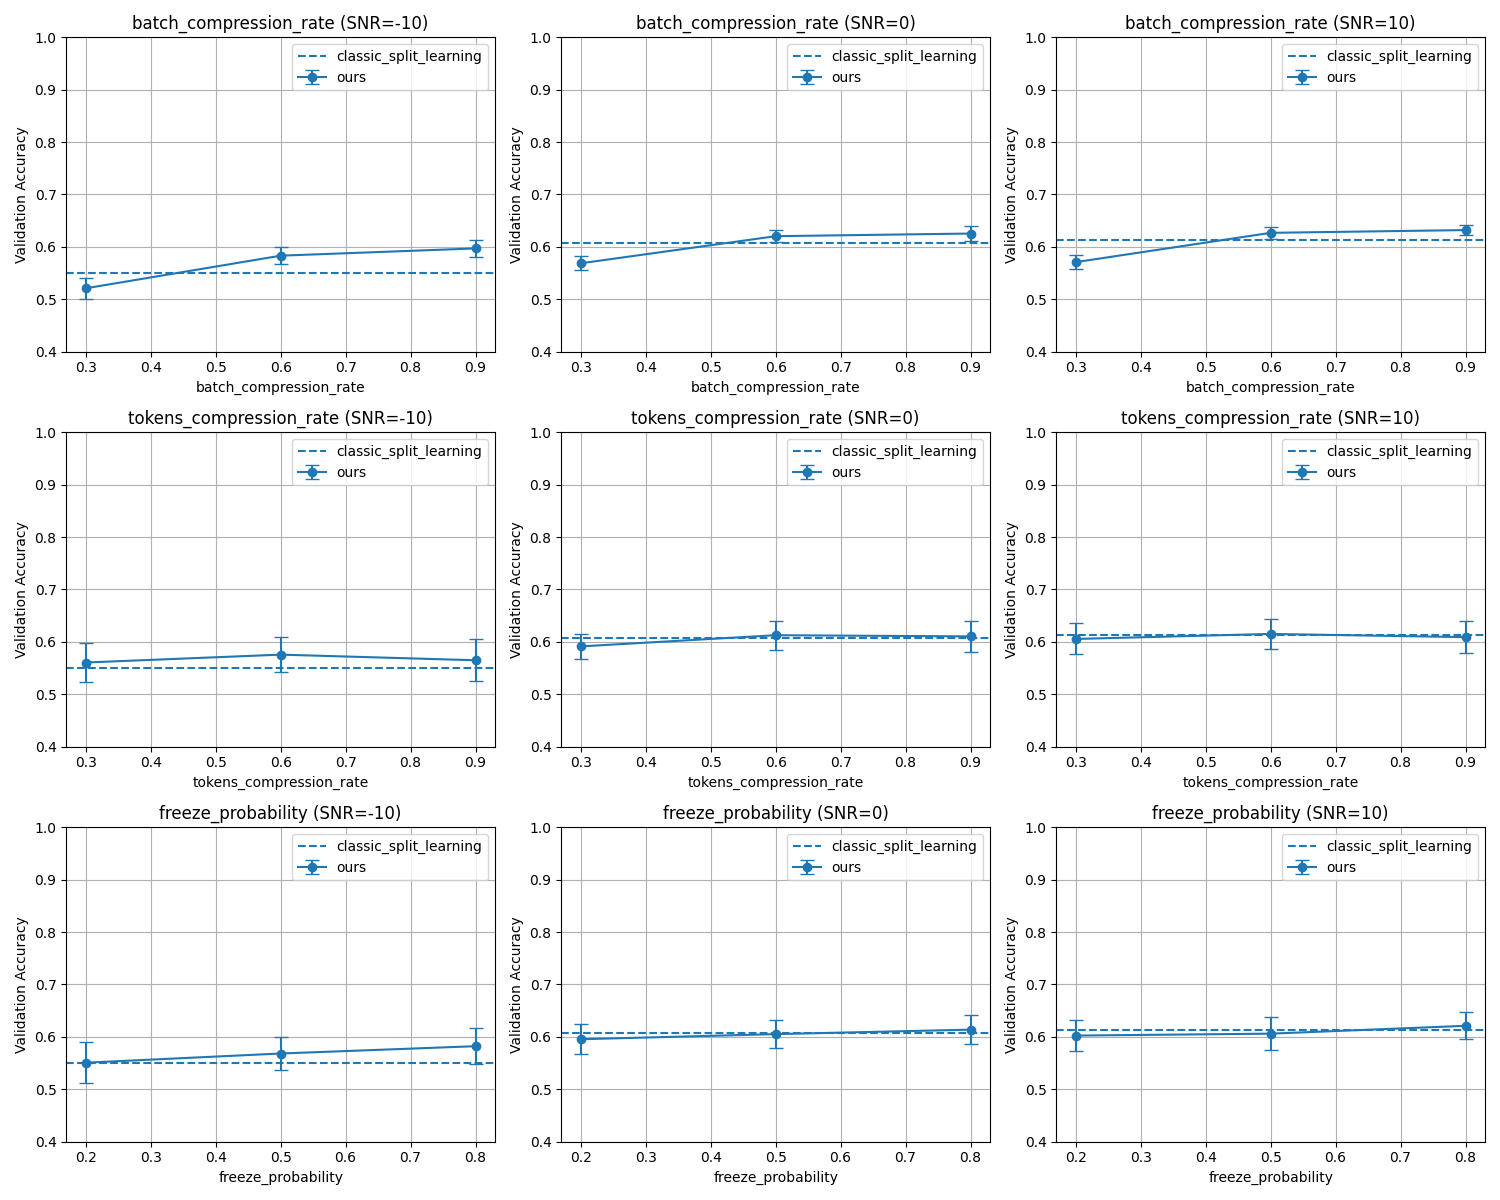 batch_compression_rate (SNR=-10)
1.0
0.9
0.8
0.7
0.6
0.5
0.4
Validation Accuracy
classic_split_learning
ours
0.3 0.4 0.5 0.6 0.7 0.8 0.9
batch_compression_rate
batch_compression_rate (SNR=0)
1.0
0.9
0.8
0.7
0.6
0.5
0.4
Validation Accuracy
classic_split_learning
ours
0.3 0.4 0.5 0.6 0.7 0.8 0.9
batch_compression_rate
batch_compression_rate (SNR=10)
1.0
0.9
0.8
0.7
0.6
0.5
0.4
Validation Accuracy
classic_split_learning
ours
0.3 0.4 0.5 0.6 0.7 0.8 0.9
batch_compression_rate
tokens_compression_rate (SNR=-10)
1.0
0.9
0.8
0.7
0.6
0.5
0.4
Validation Accuracy
classic_split_learning
ours
0.3 0.4 0.5 0.6 0.7 0.8 0.9
tokens_compression_rate
tokens_compression_rate (SNR=0)
1.0
0.9
0.8
0.7
0.6
0.5
0.4
Validation Accuracy
classic_split_learning
ours
0.3 0.4 0.5 0.6 0.7 0.8 0.9
tokens_compression_rate
tokens_compression_rate (SNR=10)
1.0
0.9
0.8
0.7
0.6
0.5
0.4
Validation Accuracy
classic_split_learning
ours
0.3 0.4 0.5 0.6 0.7 0.8 0.9
tokens_compression_rate
freeze_probability (SNR=-10)
1.0
0.9
0.8
0.7
0.6
0.5
0.4
Validation Accuracy
classic_split_learning
ours
0.2 0.3 0.4 0.5 0.6 0.7 0.8
freeze_probability
freeze_probability (SNR=0)
1.0
0.9
0.8
0.7
0.6
0.5
0.4
Validation Accuracy
classic_split_learning
ours
0.2 0.3 0.4 0.5 0.6 0.7 0.8
freeze_probability
freeze_probability (SNR=10)
1.0
0.9
0.8
0.7
0.6
0.5
0.4
Validation Accuracy
classic_split_learning
ours
0.2 0.3 0.4 0.5 0.6 0.7 0.8
freeze_probability